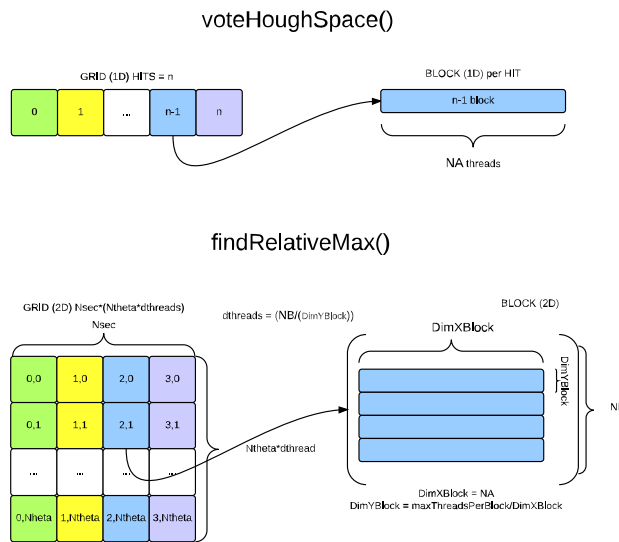 voteHoughSpace()
GRID (1D) HITS = n
BLOCK (1D) per HIT
0
1
...
n-1
n
n-1 block
NA threads
findRelativeMax()
GRID (2D) Nsec*(Ntheta*dthreads)
Nsec
dthreads = (NB/(DimYBlock))
BLOCK (2D)
DimXBlock
DimYBlock
0,0
1,0
2,0
3,0
0,1
1,1
2,1
3,1
...
...
...
...
0,Nheta
1,Ntheta
2,Ntheta
3,Ntheta
Ntheta*dthread
DimXBlock = NA
DimYBlock = maxThreadsPerBlock/DimXBlock